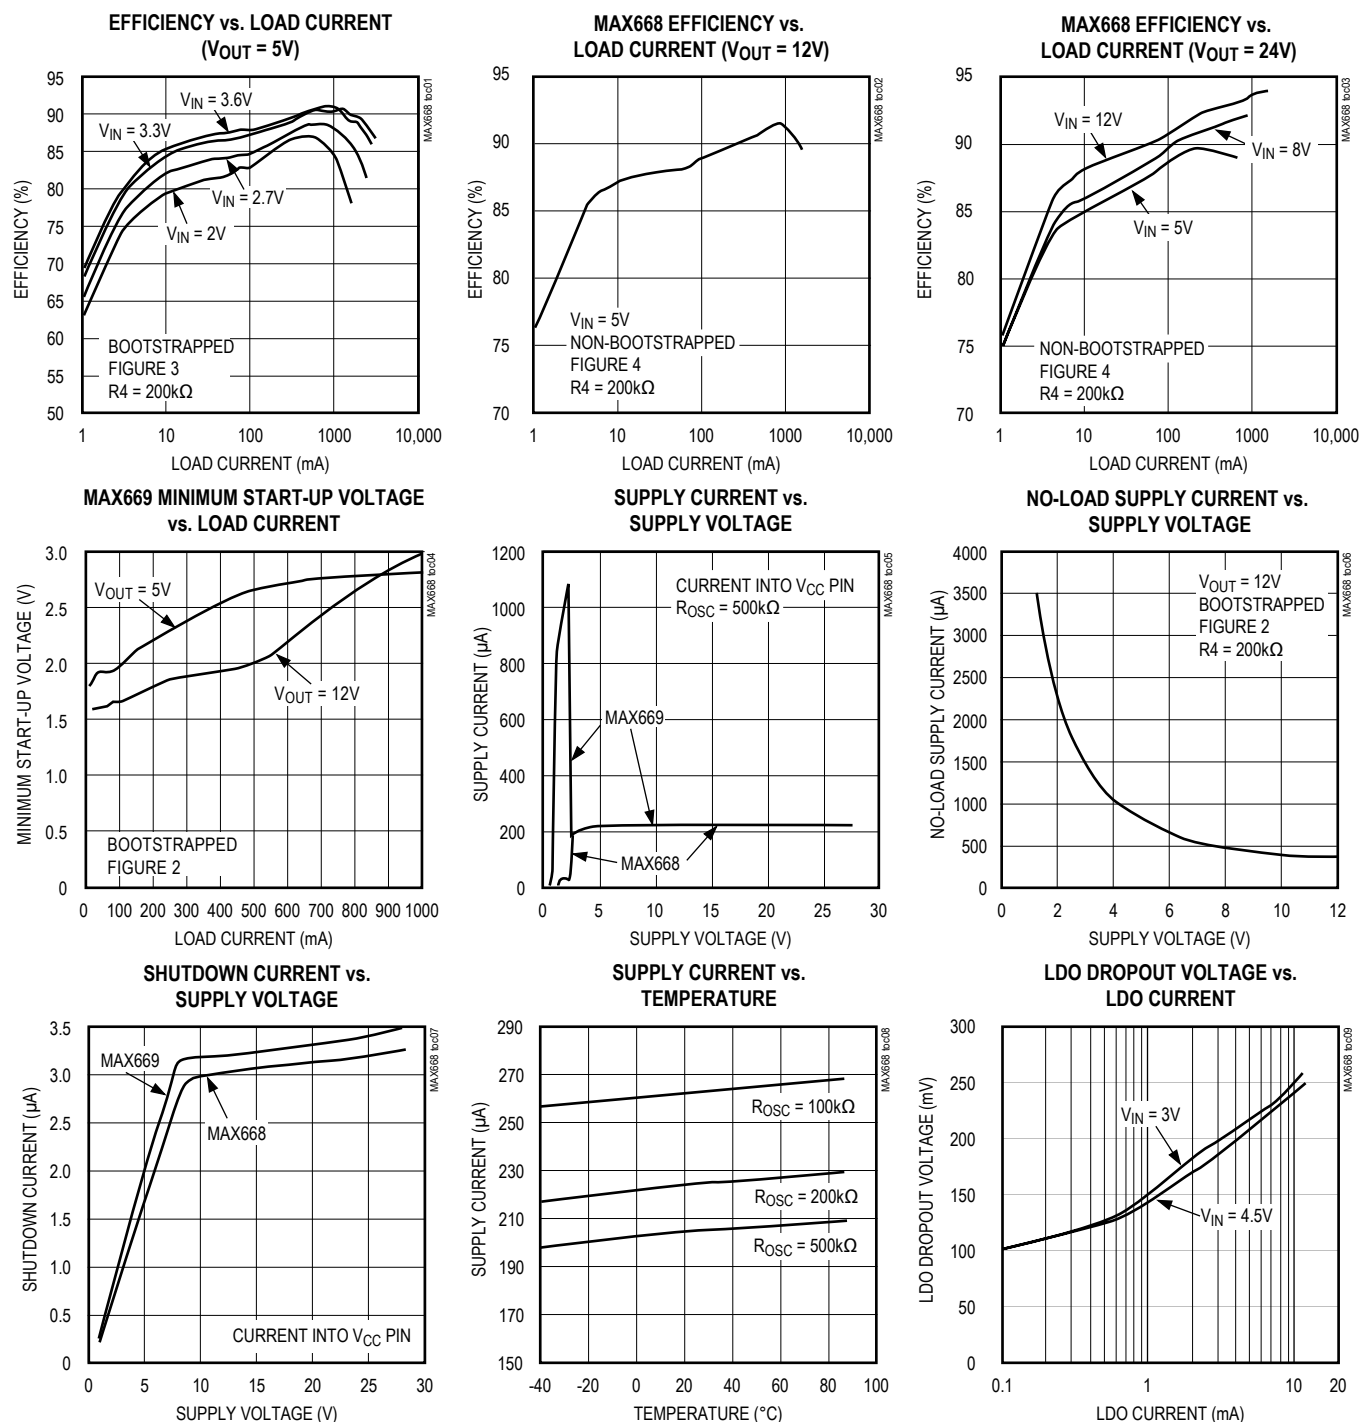 EFFICIENCY vs. LOAD CURRENT
(VOUT = 5V)
95
90
85
80
75
70
65
60
55
50
EFFICIENCY (%)
VIN = 3.6V
VIN = 3.3V
VIN = 2.7V
VIN = 2V
BOOTSTRAPPED
FIGURE 3
R4 = 200kΩ
MAX668 toc01
1 10 100 1000 10,000
LOAD CURRENT (mA)
MAX668 EFFICIENCY vs.
LOAD CURRENT (VOUT = 12V)
95
90
85
80
75
70
EFFICIENCY (%)
VIN = 5V
NON-BOOTSTRAPPED
FIGURE 4
R4 = 200kΩ
MAX668 toc02
1 10 100 1000 10,000
LOAD CURRENT (mA)
MAX668 EFFICIENCY vs.
LOAD CURRENT (VOUT = 24V)
95
90
85
80
75
70
EFFICIENCY (%)
VIN = 12V
VIN = 8V
VIN = 5V
NON-BOOTSTRAPPED
FIGURE 4
R4 = 200kΩ
MAX668 toc03
1 10 100 1000 10,000
LOAD CURRENT (mA)
MAX669 MINIMUM START-UP VOLTAGE
vs. LOAD CURRENT
3.0
2.5
2.0
1.5
1.0
0.5
0
MINIMUM START-UP VOLTAGE (V)
VOUT = 5V
VOUT = 12V
BOOTSTRAPPED
FIGURE 2
MAX668 toc04
0 100 200 300 400 500 600 700 800 900 1000
LOAD CURRENT (mA)
SUPPLY CURRENT vs.
SUPPLY VOLTAGE
1200
1000
800
600
400
200
0
SUPPLY CURRENT (µA)
CURRENT INTO VCC PIN
ROSC = 500kΩ
MAX669
MAX668
MAX668 toc05
0 5 10 15 20 25 30
SUPPLY VOLTAGE (V)
NO-LOAD SUPPLY CURRENT vs.
SUPPLY VOLTAGE
4000
3500
3000
2500
2000
1500
1000
500
0
NO-LOAD SUPPLY CURRENT (µA)
VOUT = 12V
BOOTSTRAPPED
FIGURE 2
R4 = 200kΩ
MAX668 toc06
0 2 4 6 8 10 12
SUPPLY VOLTAGE (V)
SHUTDOWN CURRENT vs.
SUPPLY VOLTAGE
3.5
3.0
2.5
2.0
1.5
1.0
0.5
0
SHUTDOWN CURRENT (µA)
MAX669
MAX668
CURRENT INTO VCC PIN
MAX668 toc07
0 5 10 15 20 25 30
SUPPLY VOLTAGE (V)
SUPPLY CURRENT vs.
TEMPERATURE
290
270
250
230
210
190
170
150
SUPPLY CURRENT (µA)
ROSC = 100kΩ
ROSC = 200kΩ
ROSC = 500kΩ
MAX668 toc08
-40 -20 0 20 40 60 80 100
TEMPERATURE (°C)
LDO DROPOUT VOLTAGE vs.
LDO CURRENT
300
250
200
150
100
50
0
LDO DROPOUT VOLTAGE (mV)
VIN = 3V
VIN = 4.5V
MAX668 toc09
0.1 1 10 20
LDO CURRENT (mA)